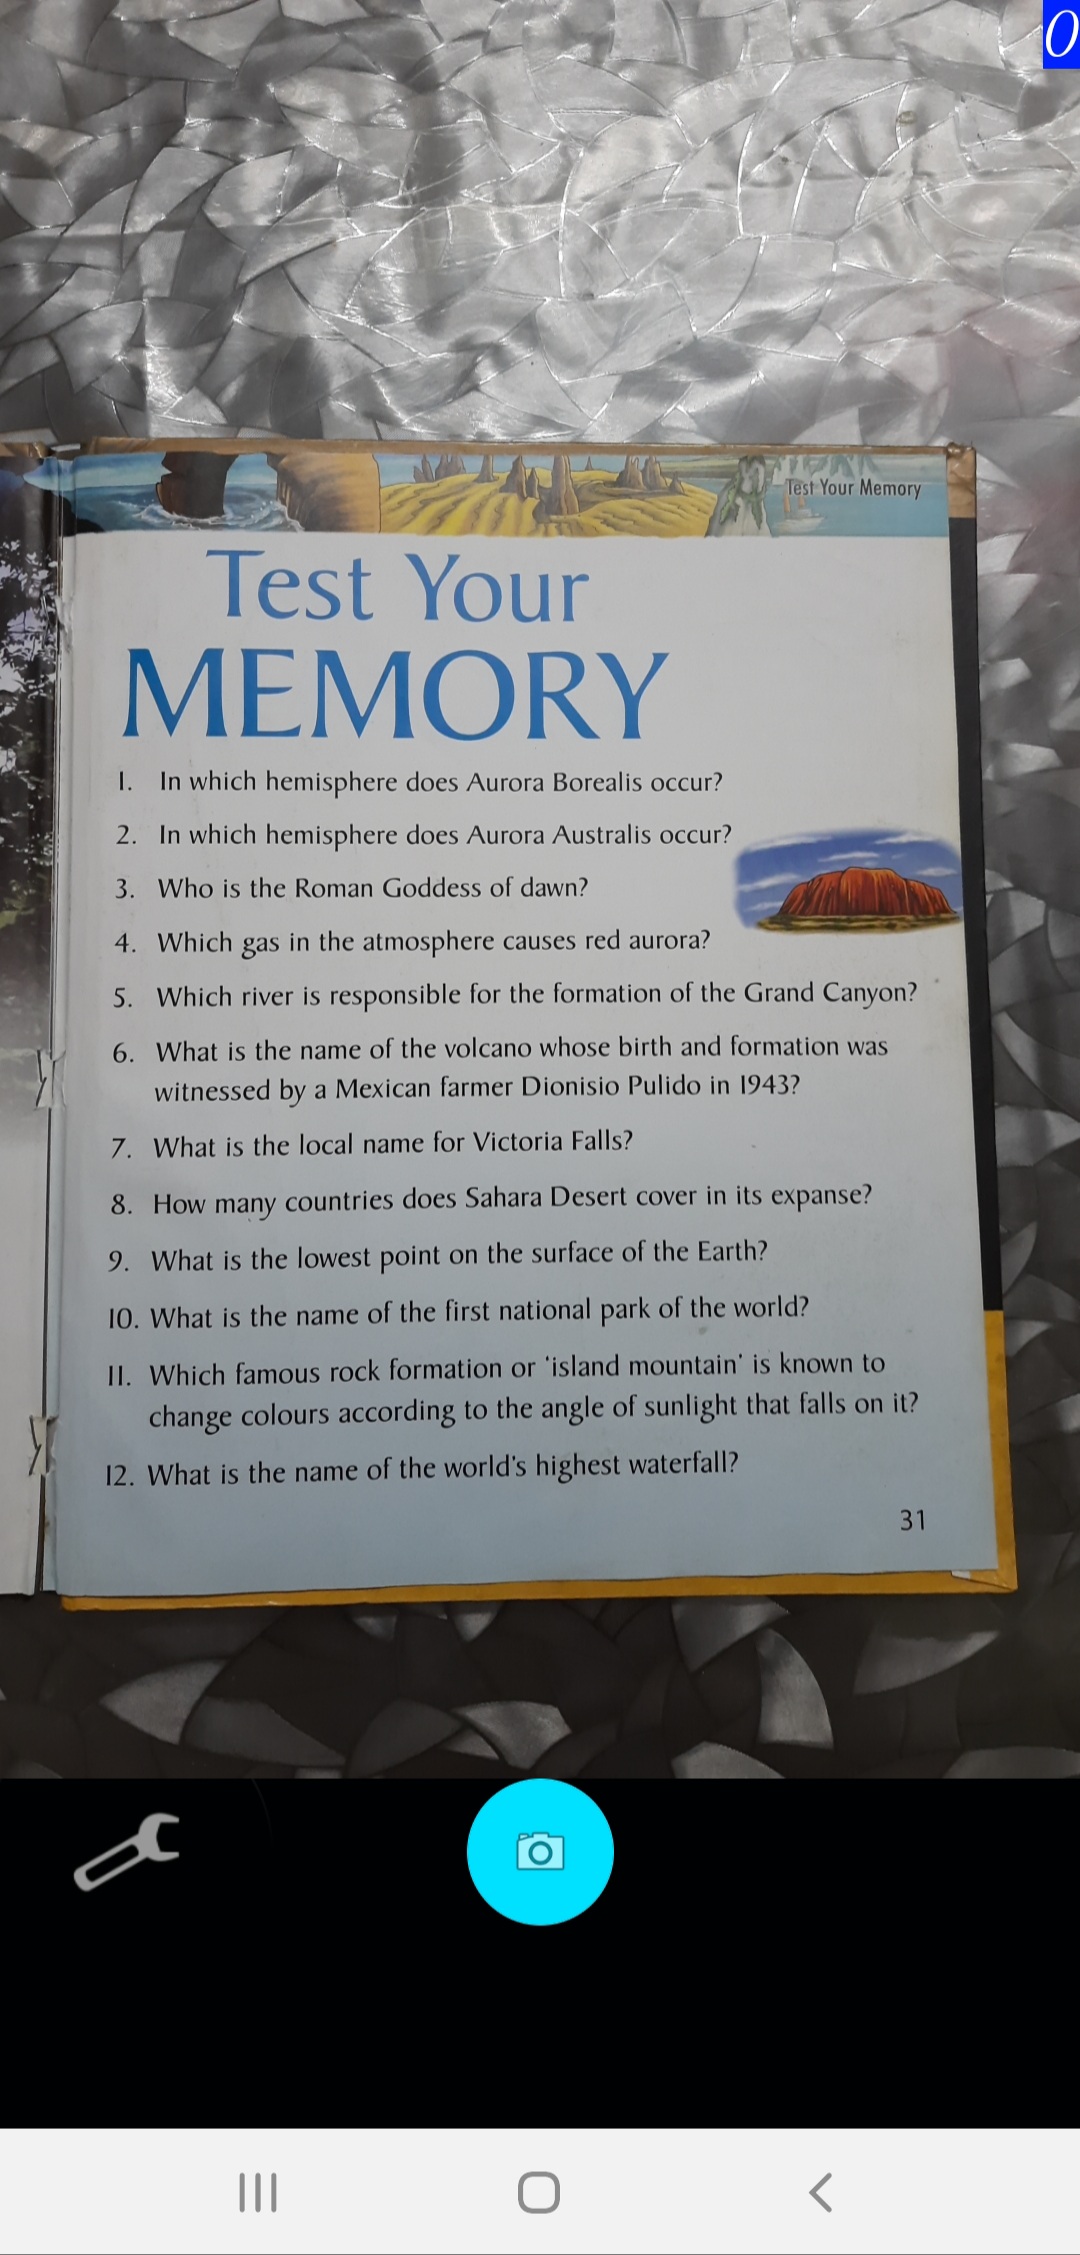 0
Test Your Memory
Test Your
MEMORY
1. In which hemisphere does Aurora Borealis occur?
2. In which hemisphere does Aurora Australis occur?
3. Who is the Roman Goddess of dawn?
4. Which gas in the atmosphere causes red aurora?
5. Which river is responsible for the formation of the Grand Canyon?
6. What is the name of the volcano whose birth and formation was
witnessed by a Mexican farmer Dionisio Pulido in 1943?
7. What is the local name for Victoria Falls?
8. How many countries does Sahara Desert cover in its expanse?
9. What is the lowest point on the surface of the Earth?
10. What is the name of the first national park of the world?
11. Which famous rock formation or 'island mountain' is known to
change colours according to the angle of sunlight that falls on it?
12. What is the name of the world's highest waterfall?
31